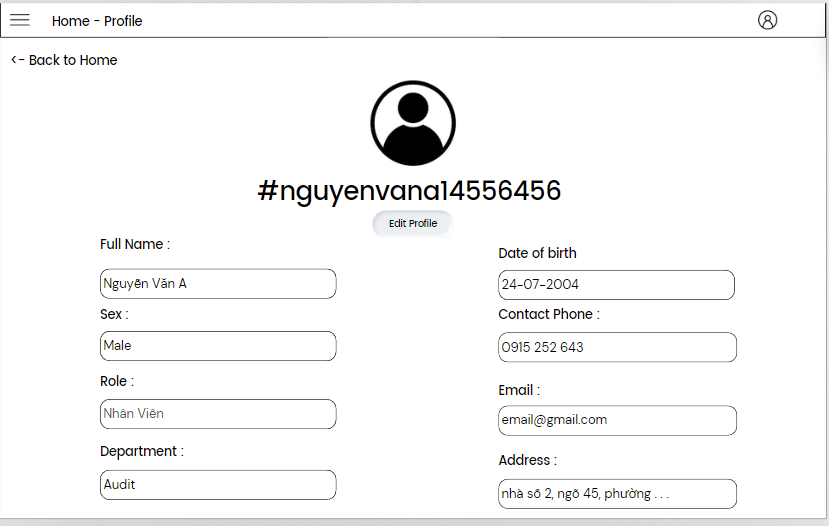 Home - Profile
<- Back to Home
#nguyenvana14556456
Edit Profile
Full Name :
Nguyễn Văn A
Sex :
Male
Role :
Nhân Viên
Department :
Audit
Date of birth
24-07-2004
Contact Phone :
0915 252 643
Email :
email@gmail.com
Address :
nhà số 2, ngõ 45, phường . . .